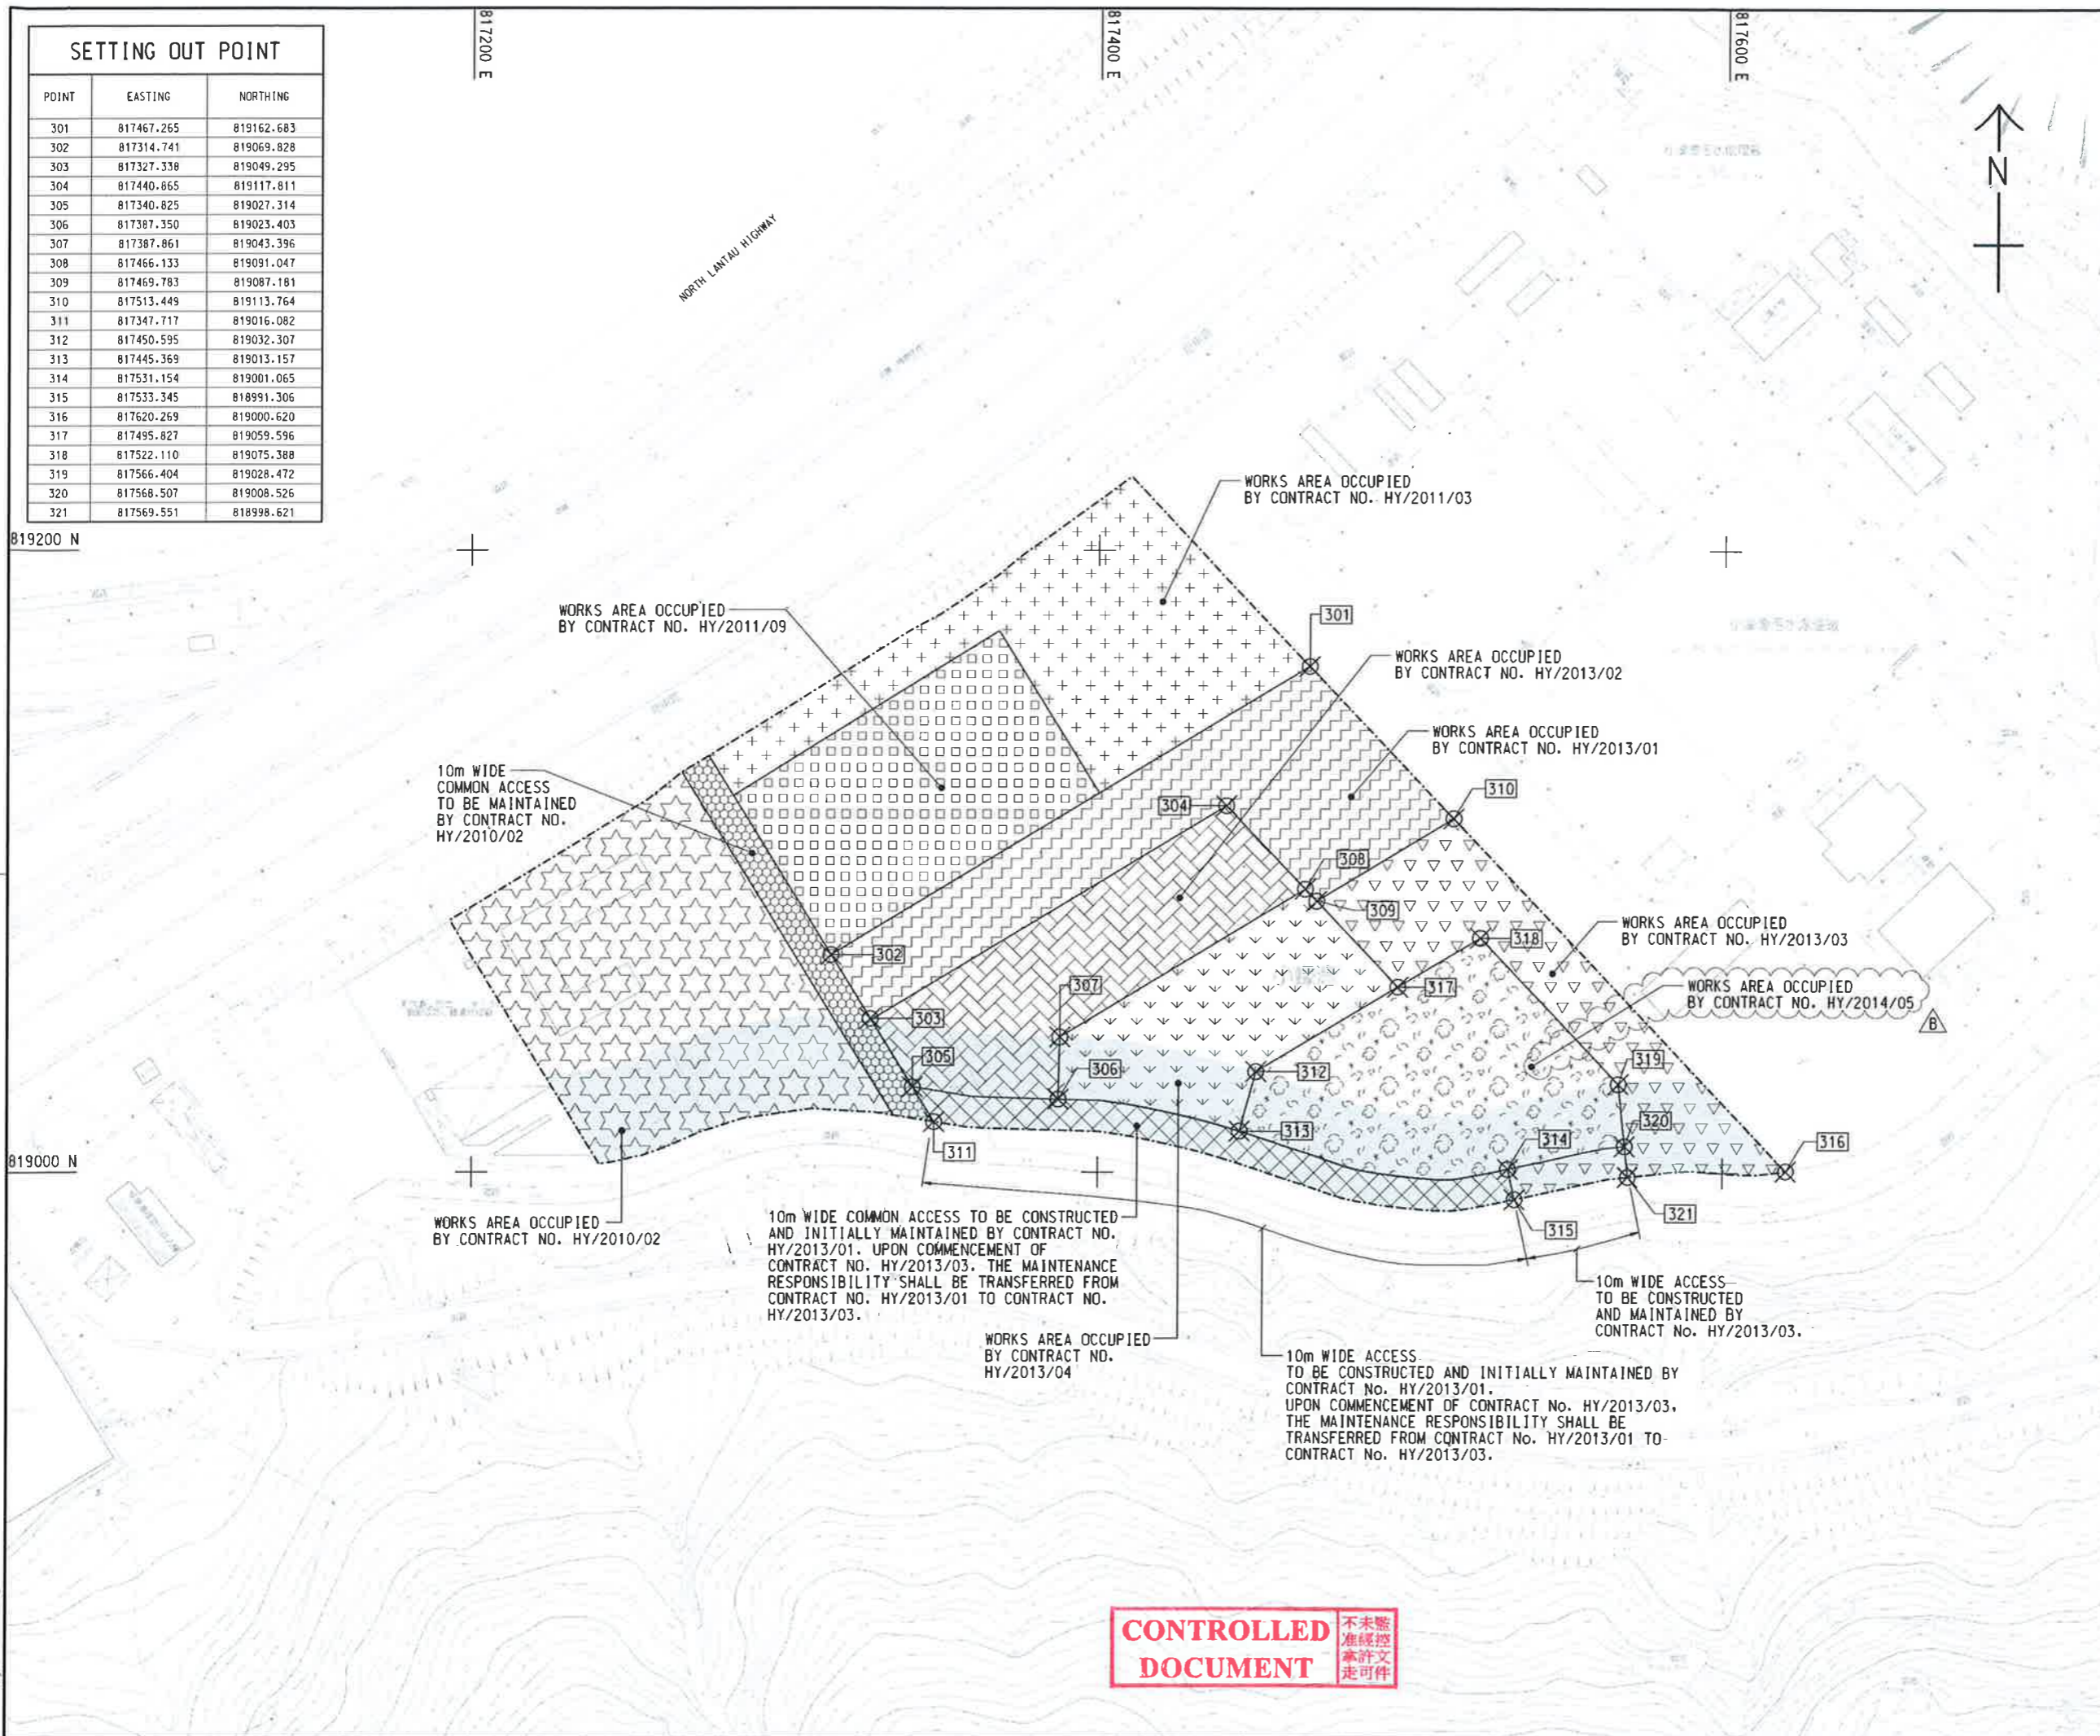 SETTING OUT POINT
POINT EASTING NORTHING
301 817467.265 819162.683
302 817314.741 819069.828
303 817327.338 819049.295
304 817440.865 819117.811
305 817340.825 819027.314
306 817387.350 819023.403
307 817387.861 819043.396
308 817466.133 819091.047
309 817469.783 819087.181
310 817513.449 819113.764
311 817347.717 819016.082
312 817450.595 819032.307
313 817445.369 819013.157
314 817531.154 819001.065
315 817533.345 818991.306
316 817620.269 819000.620
317 817495.827 819059.596
318 817522.110 819075.388
319 817566.404 819028.472
320 817568.507 819008.526
321 817569.551 818998.621
817200 E
817400 E
817600 E
N
NORTH LANTAU HIGHWAY
819200 N
WORKS AREA OCCUPIED
BY CONTRACT NO. HY/2011/03
WORKS AREA OCCUPIED
BY CONTRACT NO. HY/2011/09
301
WORKS AREA OCCUPIED
BY CONTRACT NO. HY/2013/02
WORKS AREA OCCUPIED
BY CONTRACT NO. HY/2013/01
10m WIDE
COMMON ACCESS
TO BE MAINTAINED
BY CONTRACT NO.
HY/2010/02
304
310
308
309
WORKS AREA OCCUPIED
BY CONTRACT NO. HY/2013/03
318
302
307
317
WORKS AREA OCCUPIED
BY CONTRACT NO. HY/2014/05
B
303
305
306
312
319
313
314
320
316
311
819000 N
315
321
WORKS AREA OCCUPIED
BY CONTRACT NO. HY/2010/02
10m WIDE COMMON ACCESS TO BE CONSTRUCTED
AND INITIALLY MAINTAINED BY CONTRACT NO.
HY/2013/01. UPON COMMENCEMENT OF
CONTRACT NO. HY/2013/03. THE MAINTENANCE
RESPONSIBILITY SHALL BE TRANSFERRED FROM
CONTRACT NO. HY/2013/01 TO CONTRACT NO.
HY/2013/03.
10m WIDE ACCESS
TO BE CONSTRUCTED
AND MAINTAINED BY
CONTRACT No. HY/2013/03.
WORKS AREA OCCUPIED
BY CONTRACT NO.
HY/2013/04
10m WIDE ACCESS
TO BE CONSTRUCTED AND INITIALLY MAINTAINED BY
CONTRACT No. HY/2013/01.
UPON COMMENCEMENT OF CONTRACT No. HY/2013/03,
THE MAINTENANCE RESPONSIBILITY SHALL BE
TRANSFERRED FROM CONTRACT No. HY/2013/01 TO
CONTRACT No. HY/2013/03.
CONTROLLED
DOCUMENT
監控文件
未經許可
不准拿走